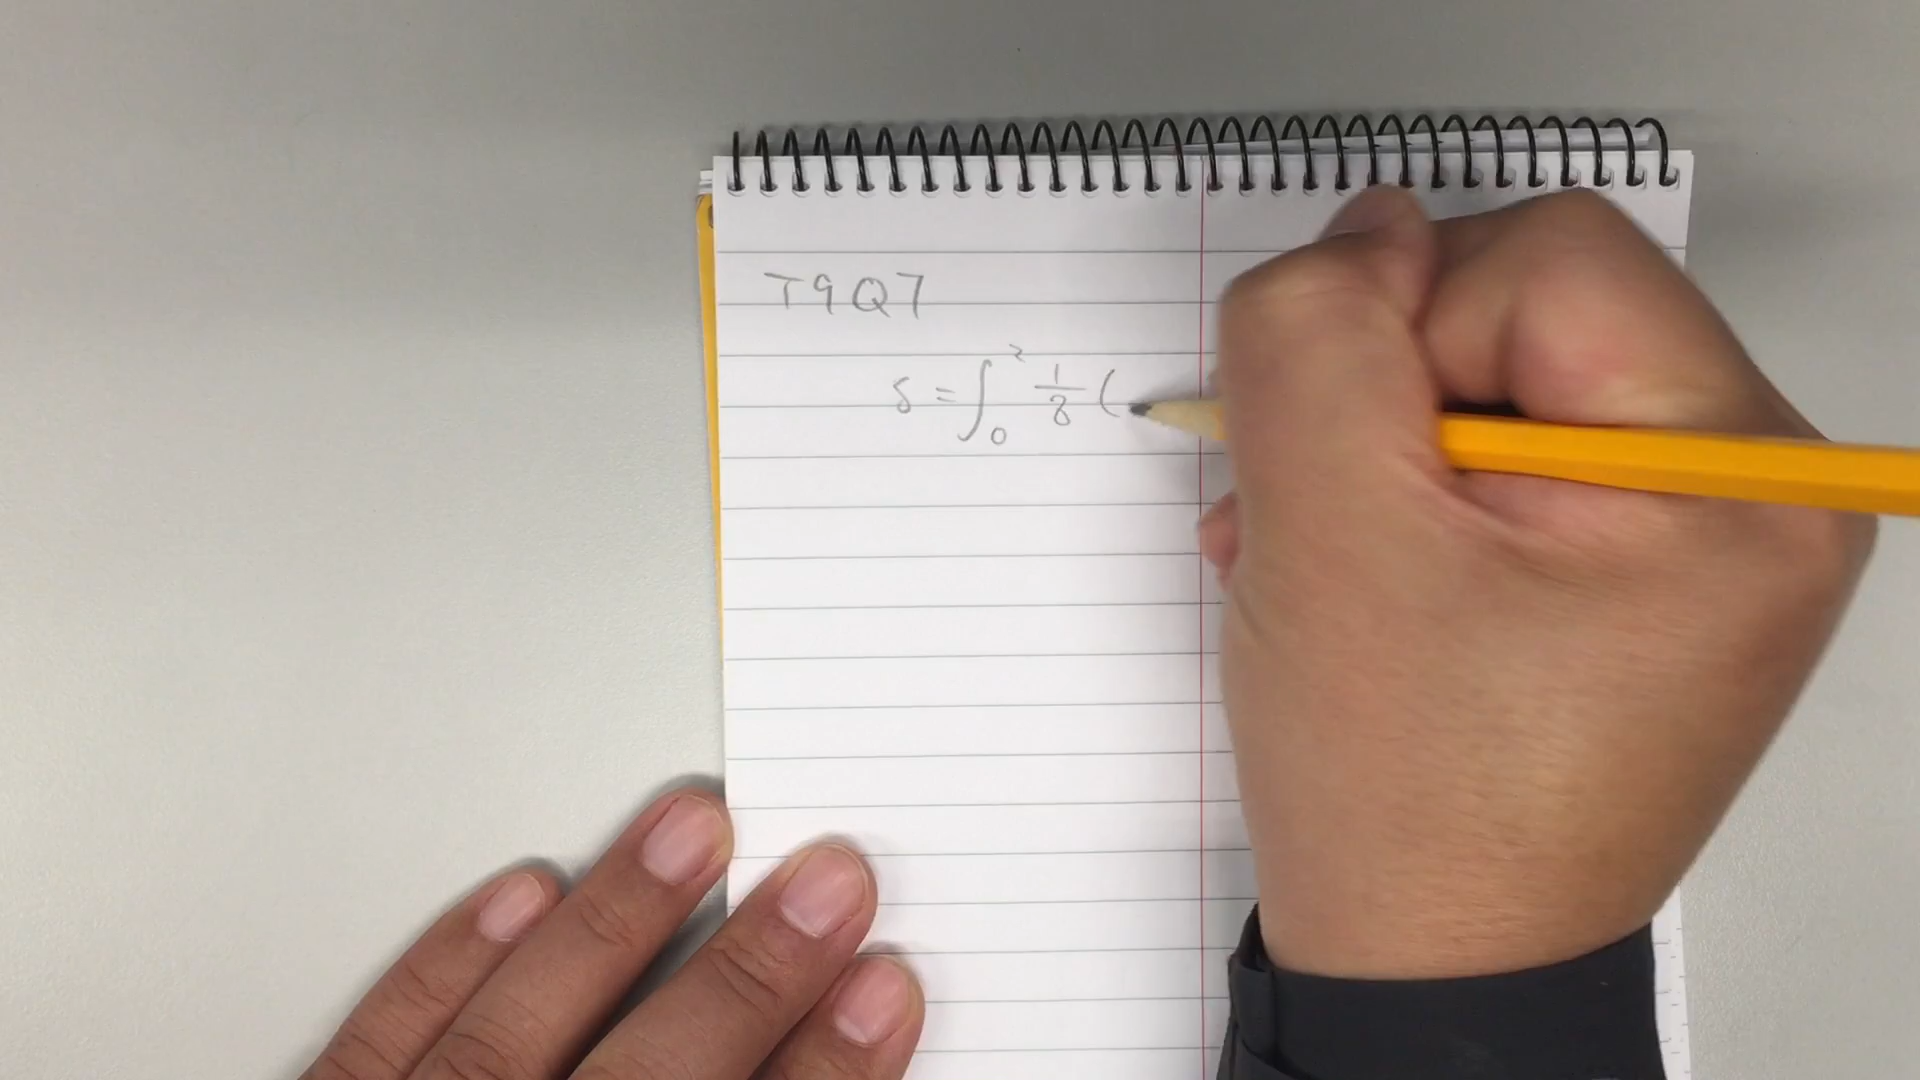 T9Q7
δ = ∫₀² 1/8 (